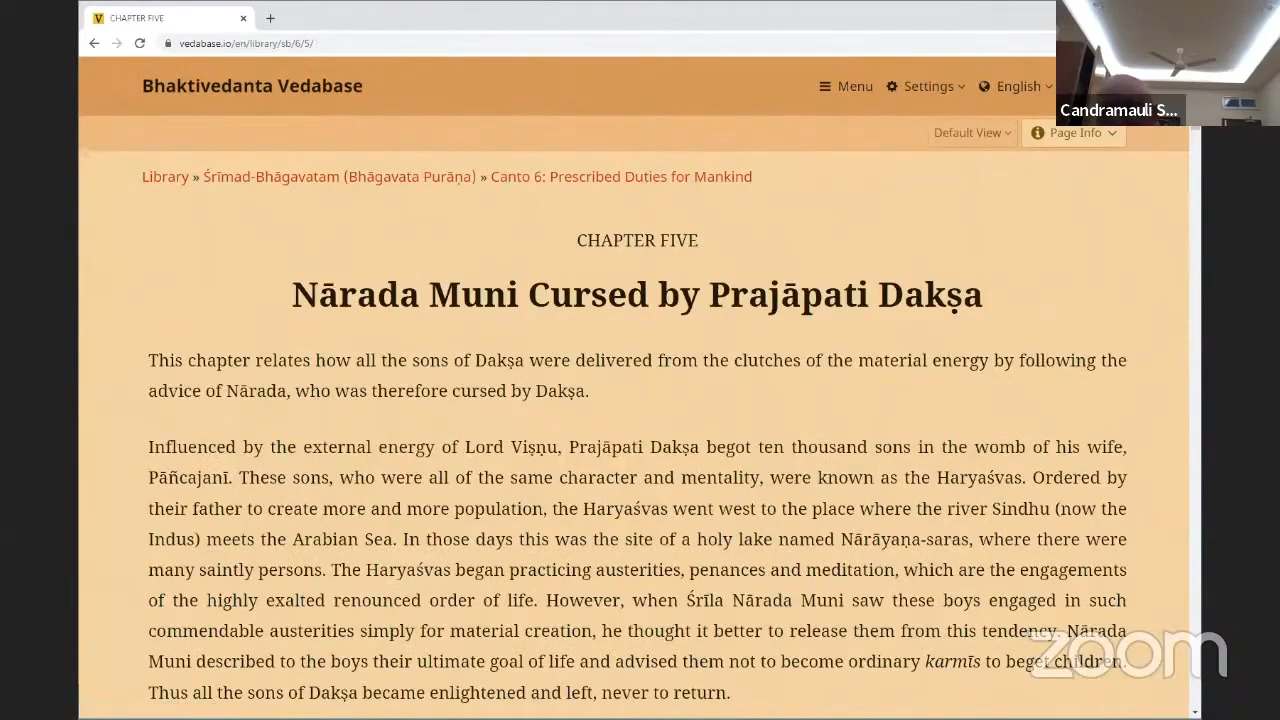 CHAPTER FIVE
vedabase.io/en/library/sb/6/5/
Candramauli S...
Bhaktivedanta Vedabase
Menu Settings English
Default View Page Info
Library » Śrīmad-Bhāgavatam (Bhāgavata Purāṇa) » Canto 6: Prescribed Duties for Mankind
CHAPTER FIVE
Nārada Muni Cursed by Prajāpati Dakṣa
This chapter relates how all the sons of Dakṣa were delivered from the clutches of the material energy by following the
advice of Nārada, who was therefore cursed by Dakṣa.
Influenced by the external energy of Lord Viṣṇu, Prajāpati Dakṣa begot ten thousand sons in the womb of his wife,
Pāñcajanī. These sons, who were all of the same character and mentality, were known as the Haryaśvas. Ordered by
their father to create more and more population, the Haryaśvas went west to the place where the river Sindhu (now the
Indus) meets the Arabian Sea. In those days this was the site of a holy lake named Nārāyaṇa-saras, where there were
many saintly persons. The Haryaśvas began practicing austerities, penances and meditation, which are the engagements
of the highly exalted renounced order of life. However, when Śrīla Nārada Muni saw these boys engaged in such
commendable austerities simply for material creation, he thought it better to release them from this tendency. Nārada
Muni described to the boys their ultimate goal of life and advised them not to become ordinary karmīs to beget children.
Thus all the sons of Dakṣa became enlightened and left, never to return.
zoom